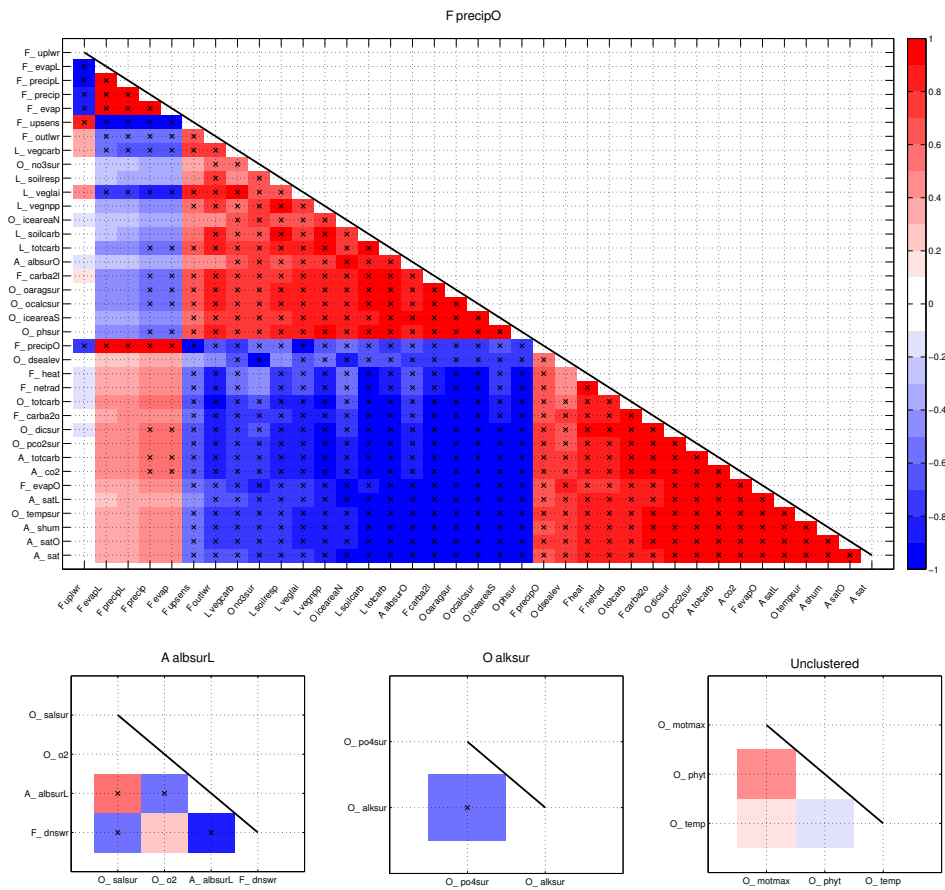 F precipO
F_ uplwr
F_ evapL
F_ precipL
F_ precip
F_ evap
F_ upsens
F_ outlwr
L_ vegcarb
O_ no3sur
L_ soilresp
L_ veglai
L_ vegnpp
O_ iceareaN
L_ soilcarb
L_ totcarb
A_ albsurO
F_ carba2l
O_ oaragsur
O_ ocalcsur
O_ iceareaS
O_ phsur
F_ precipO
O_ dsealev
F_ heat
F_ netrad
O_ totcarb
F_ carba2o
O_ dicsur
O_ pco2sur
A_ totcarb
A_ co2
F_ evapO
A_ satL
O_ tempsur
A_ shum
A_ satO
A_ sat
1
0.8
0.6
0.4
0.2
0
-0.2
-0.4
-0.6
-0.8
-1
F uplwr
F evapL
F precipL
F precip
F evap
F upsens
F outlwr
L vegcarb
O no3sur
L soilresp
L veglai
L vegnpp
O iceareaN
L soilcarb
L totcarb
A albsurO
F carba2l
O oaragsur
O ocalcsur
O iceareaS
O phsur
F precipO
O dsealev
F heat
F netrad
O totcarb
F carba2o
O dicsur
O pco2sur
A totcarb
A co2
F evapO
A satL
O tempsur
A shum
A satO
A sat
A albsurL
O_ salsur
O_ o2
A_ albsurL
F_ dnswr
O_ salsur O_ o2 A_ albsurL F_ dnswr
O alksur
O_ po4sur
O_ alksur
O_ po4sur O_ alksur
Unclustered
O_ motmax
O_ phyt
O_ temp
O_ motmax O_ phyt O_ temp